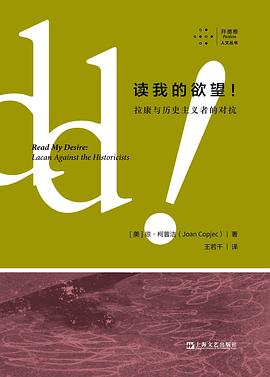 拜德雅
Paideia
人文丛书
读我的欲望！
拉康与历史主义者的对抗
Read My Desire:
Lacan Against the Historicists
dd!
［美］琼·柯普洁（Joan Copjec）著
王若千 译
上海文艺出版社